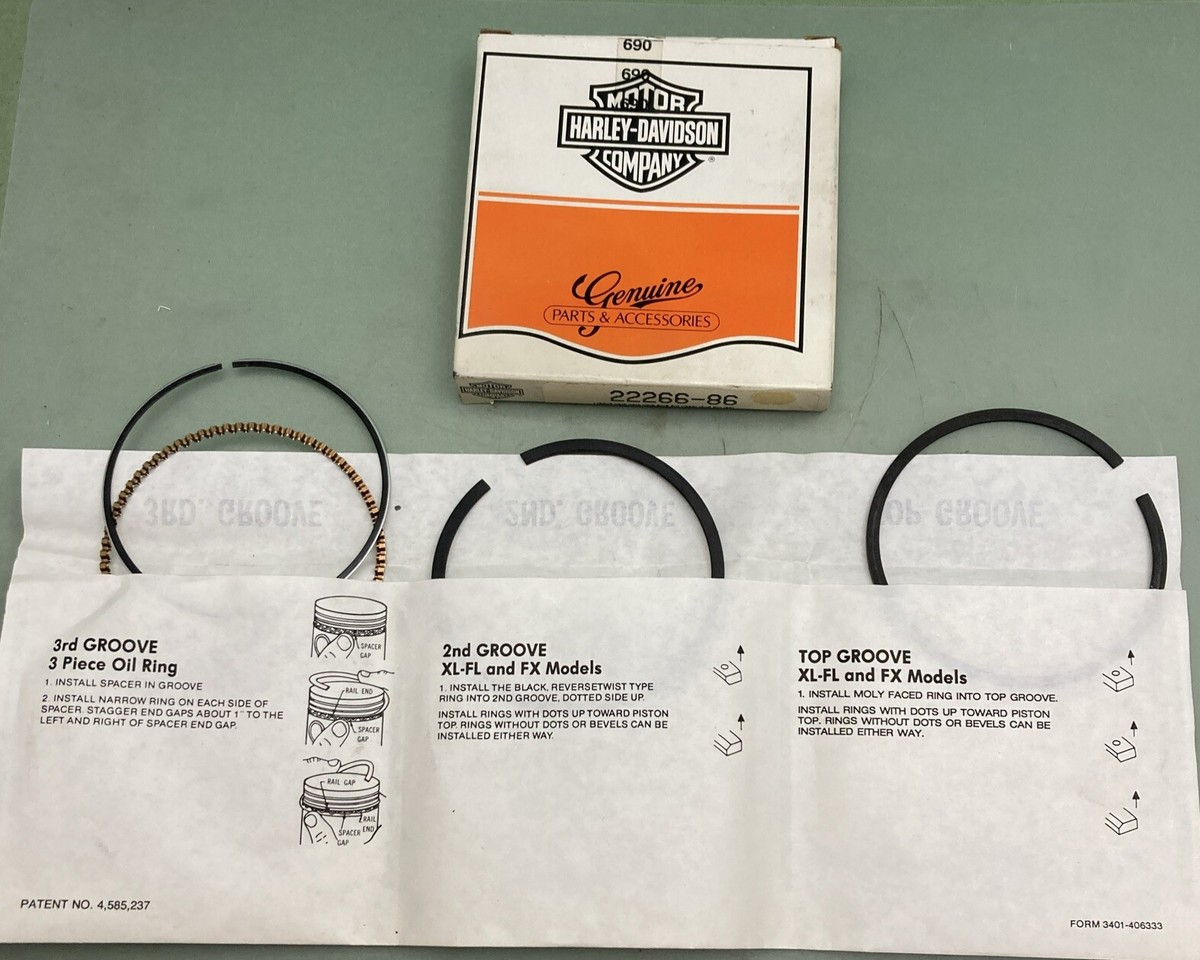 690
690
690
MOTOR
HARLEY-DAVIDSON
COMPANY
®
Genuine
PARTS & ACCESSORIES
MOTOR
HARLEY-DAVIDSON
COMPANY
22266-86
3RD. GROOVE
2ND. GROOVE
TOP GROOVE
3rd GROOVE
3 Piece Oil Ring
1. INSTALL SPACER IN GROOVE
2. INSTALL NARROW RING ON EACH SIDE OF
SPACER. STAGGER END GAPS ABOUT 1" TO THE
LEFT AND RIGHT OF SPACER END GAP.
SPACER
GAP
RAIL END
SPACER
GAP
RAIL GAP
RAIL
END
SPACER
GAP
PATENT NO. 4,585,237
2nd GROOVE
XL-FL and FX Models
1. INSTALL THE BLACK, REVERSETWIST TYPE
RING INTO 2ND GROOVE, DOTTED SIDE UP.
INSTALL RINGS WITH DOTS UP TOWARD PISTON
TOP. RINGS WITHOUT DOTS OR BEVELS CAN BE
INSTALLED EITHER WAY.
TOP GROOVE
XL-FL and FX Models
1. INSTALL MOLY FACED RING INTO TOP GROOVE.
INSTALL RINGS WITH DOTS UP TOWARD PISTON
TOP. RINGS WITHOUT DOTS OR BEVELS CAN BE
INSTALLED EITHER WAY.
FORM 3401-406333